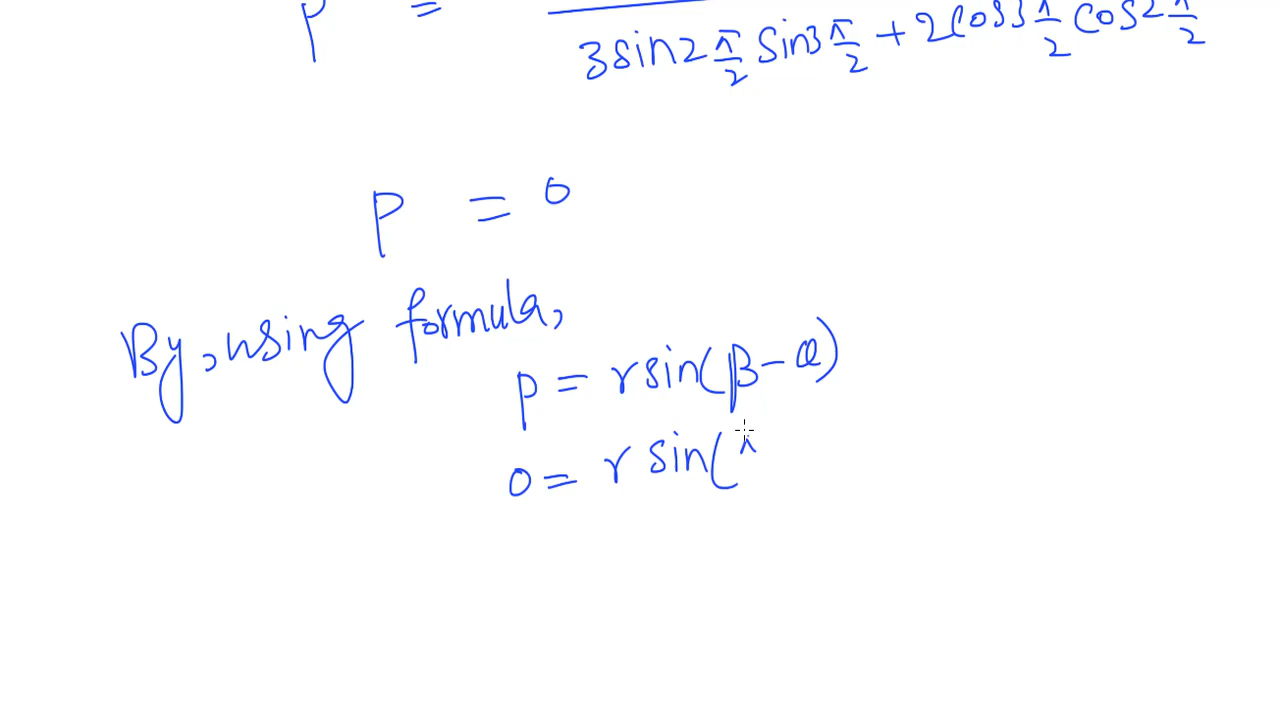 P =
3sin2π/2 sin3π/2 + 2cos3π/2 cos2π/2
P = 0
By, using formula,
p = r sin(β - α)
0 = r sin(π